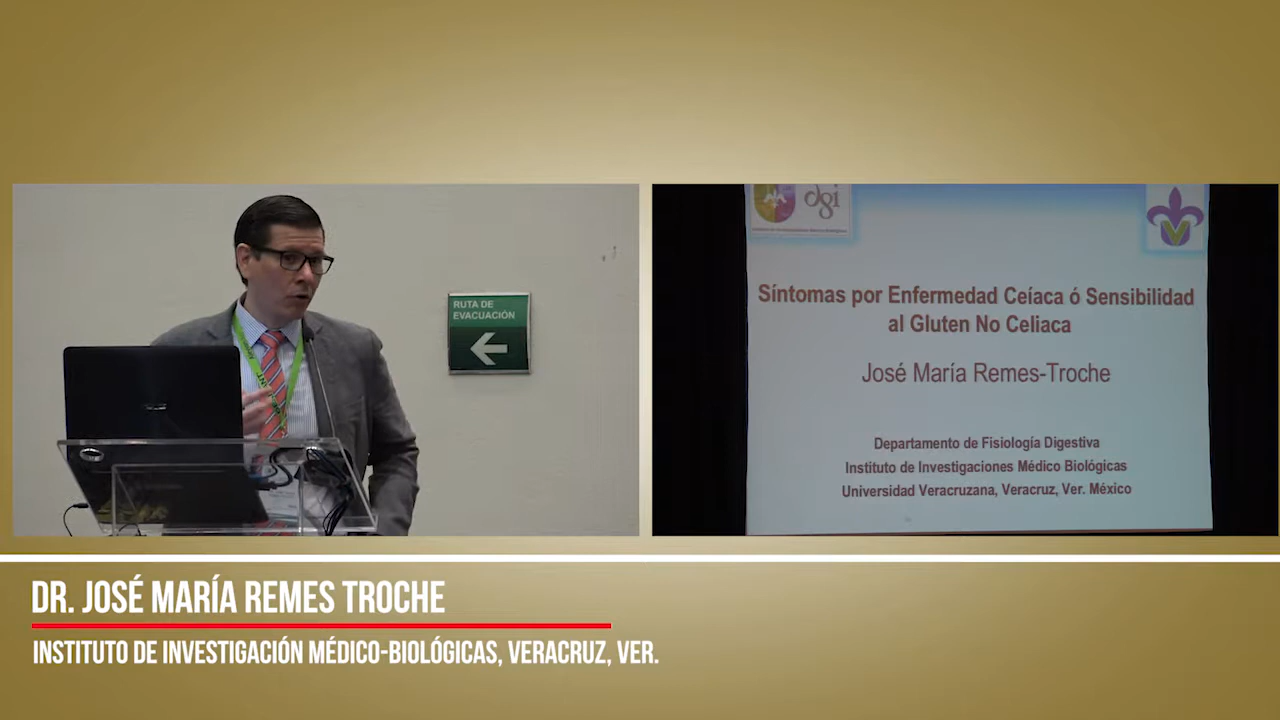 RUTA DE
EVACUACIÓN
dgi
Síntomas por Enfermedad Ceíaca ó Sensibilidad
al Gluten No Celiaca
José María Remes-Troche
Departamento de Fisiología Digestiva
Instituto de Investigaciones Médico Biológicas
Universidad Veracruzana, Veracruz, Ver. México
DR. JOSÉ MARÍA REMES TROCHE
INSTITUTO DE INVESTIGACIÓN MÉDICO-BIOLÓGICAS, VERACRUZ, VER.